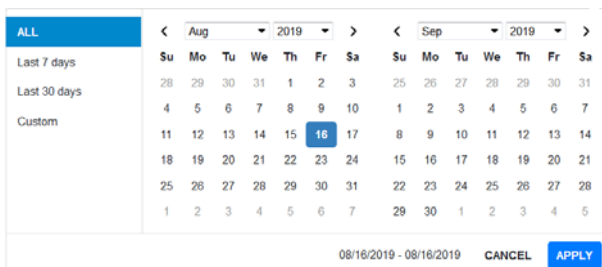 ALL
Last 7 days
Last 30 days
Custom
Aug 2019
Su Mo Tu We Th Fr Sa
28 29 30 31 1 2 3
4 5 6 7 8 9 10
11 12 13 14 15 16 17
18 19 20 21 22 23 24
25 26 27 28 29 30 31
1 2 3 4 5 6 7
Sep 2019
Su Mo Tu We Th Fr Sa
25 26 27 28 29 30 31
1 2 3 4 5 6 7
8 9 10 11 12 13 14
15 16 17 18 19 20 21
22 23 24 25 26 27 28
29 30 1 2 3 4 5
08/16/2019 - 08/16/2019 CANCEL APPLY